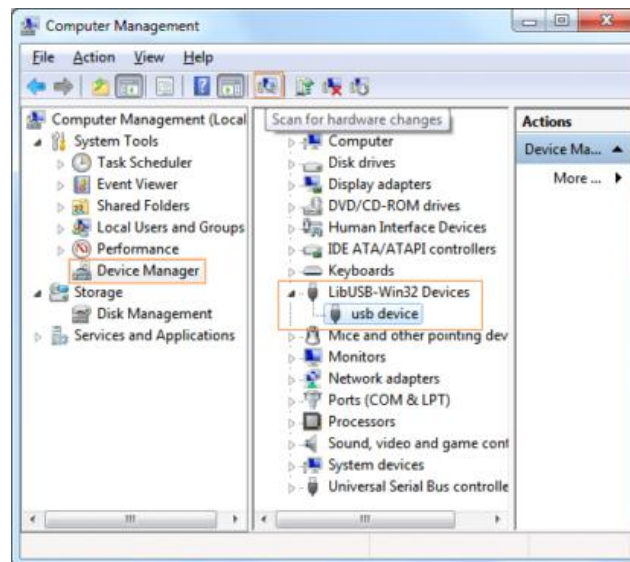 Computer Management
File Action View Help
Scan for hardware changes
Computer Management (Local
System Tools
Task Scheduler
Event Viewer
Shared Folders
Local Users and Groups
Performance
Device Manager
Storage
Disk Management
Services and Applications
Computer
Disk drives
Display adapters
DVD/CD-ROM drives
Human Interface Devices
IDE ATA/ATAPI controllers
Keyboards
LibUSB-Win32 Devices
usb device
Mice and other pointing dev
Monitors
Network adapters
Ports (COM & LPT)
Processors
Sound, video and game cont
System devices
Universal Serial Bus controlle
Actions
Device Ma...
More ...